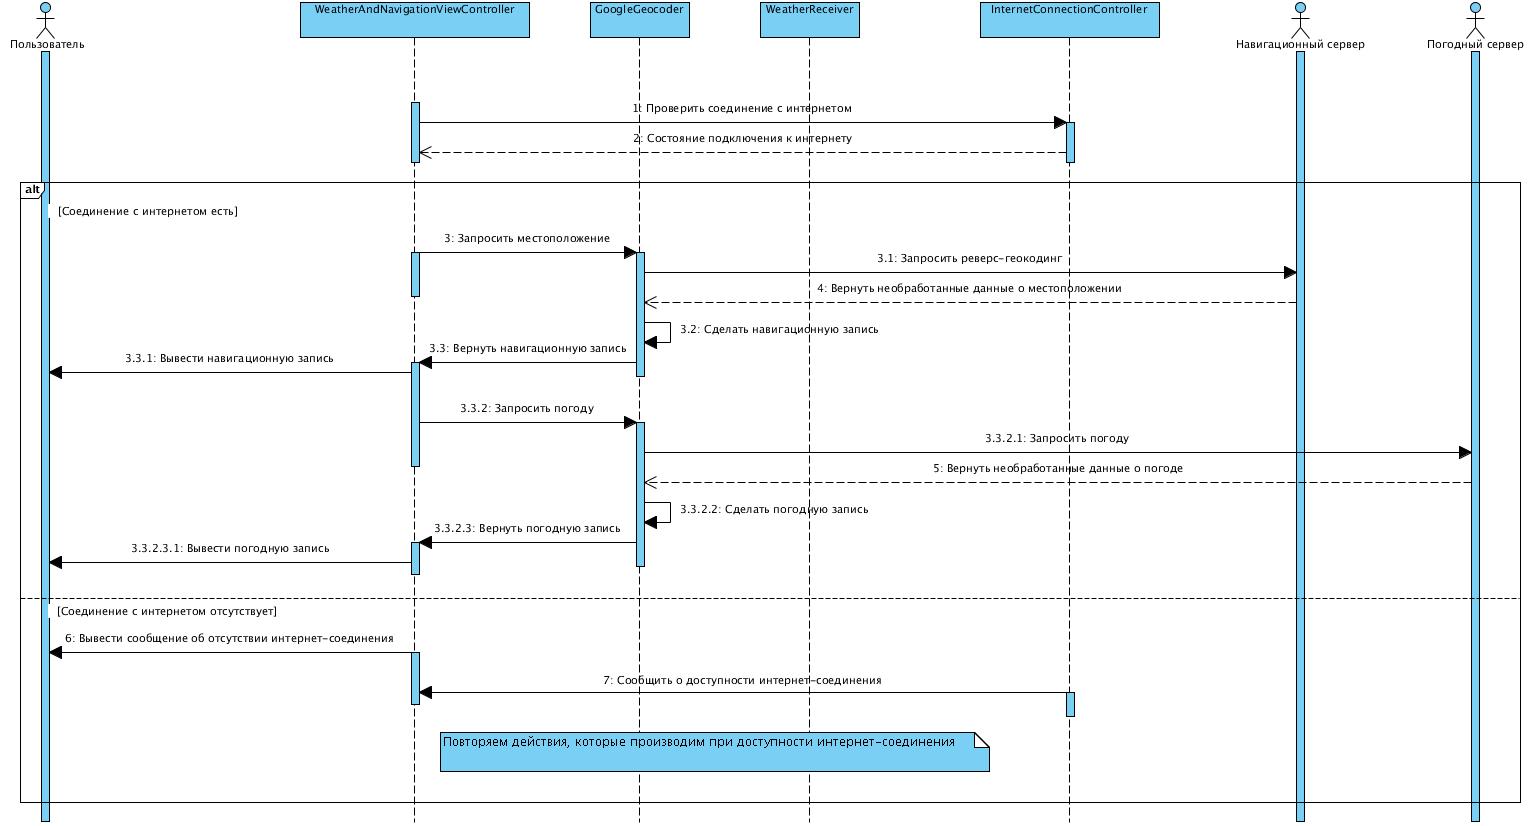 WeatherAndNavigationViewController
GoogleGeocoder
WeatherReceiver
InternetConnectionController
Пользователь
Навигационный сервер
Погодный сервер
1: Проверить соединение с интернетом
2: Состояние подключения к интернету
alt
[Соединение с интернетом есть]
3: Запросить местоположение
3.1: Запросить реверс-геокодинг
4: Вернуть необработанные данные о местоположении
3.2: Сделать навигационную запись
3.3: Вернуть навигационную запись
3.3.1: Вывести навигационную запись
3.3.2: Запросить погоду
3.3.2.1: Запросить погоду
5: Вернуть необработанные данные о погоде
3.3.2.2: Сделать погодную запись
3.3.2.3: Вернуть погодную запись
3.3.2.3.1: Вывести погодную запись
[Соединение с интернетом отсутствует]
6: Вывести сообщение об отсутствии интернет-соединения
7: Сообщить о доступности интернет-соединения
Повторяем действия, которые производим при доступности интернет-соединения